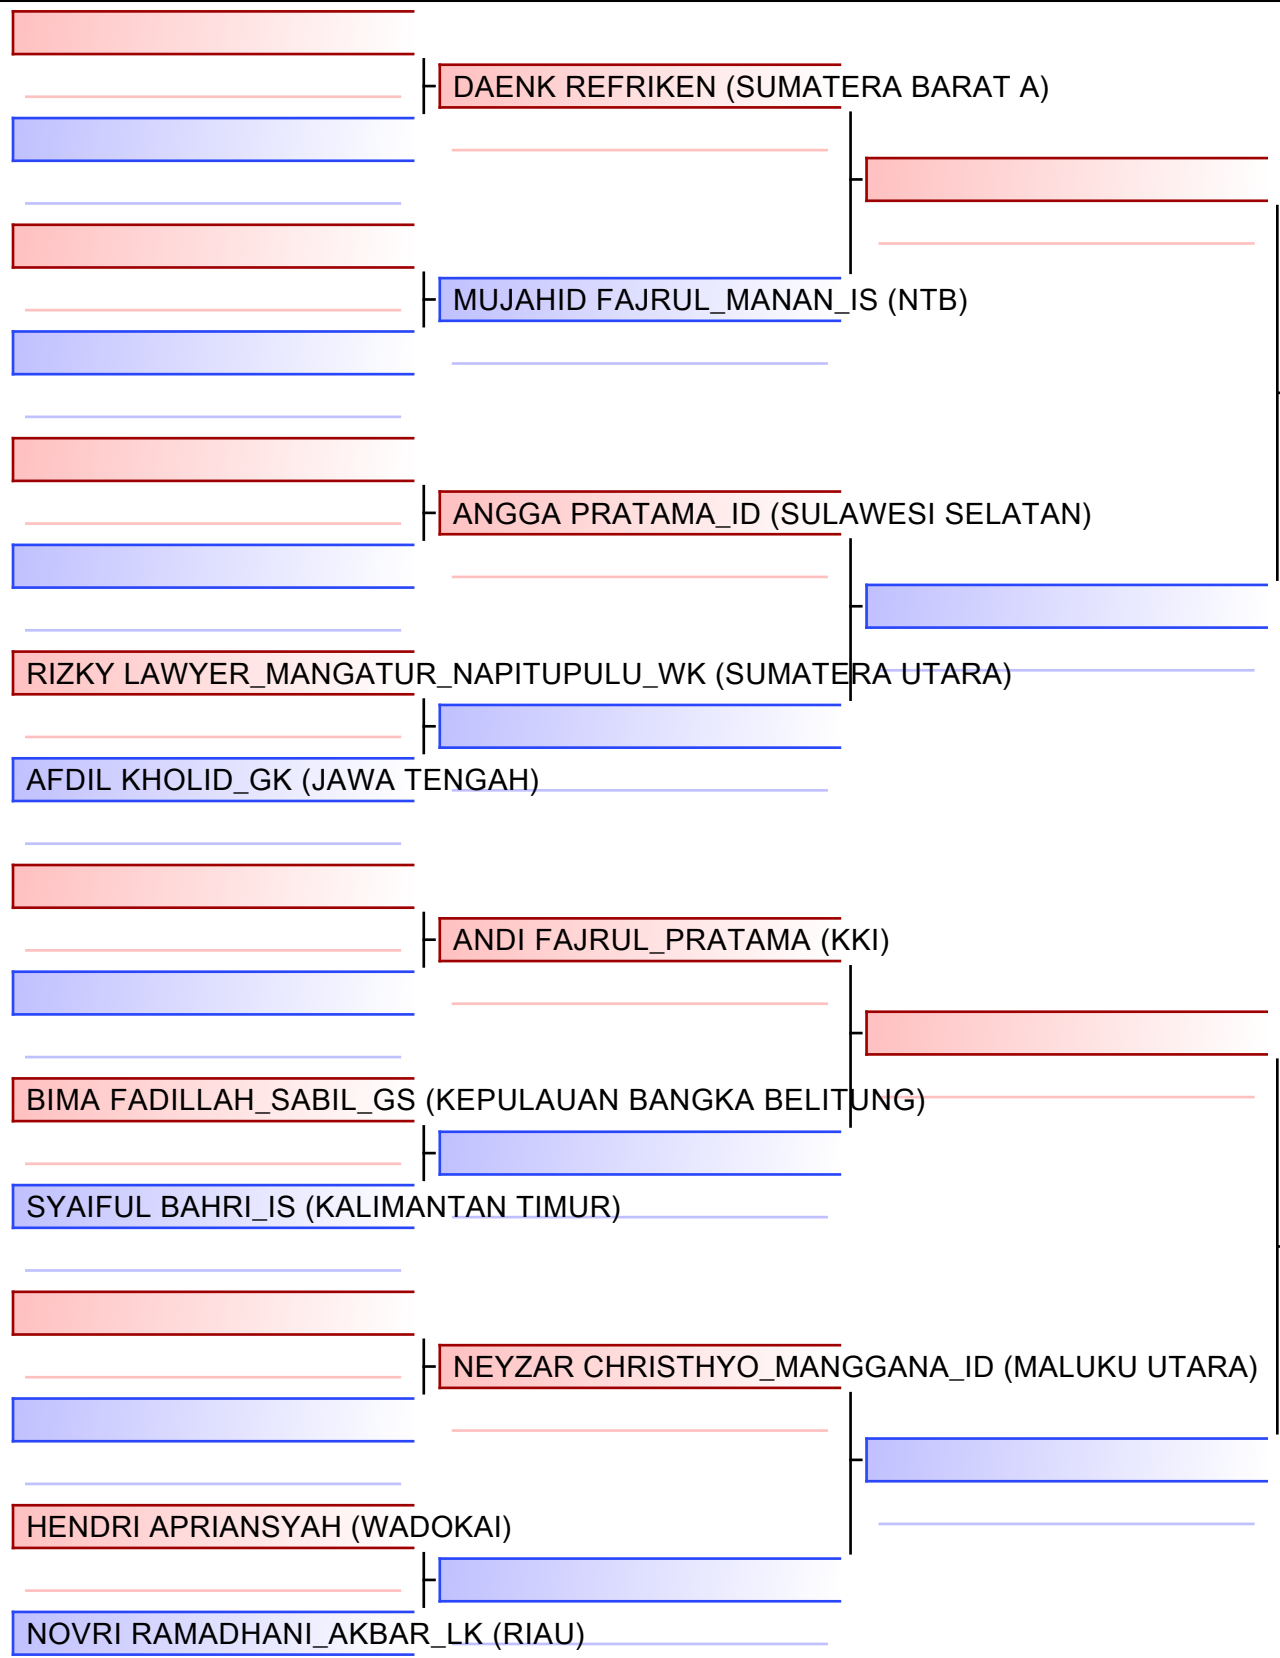 DAENK REFRIKEN (SUMATERA BARAT A)
MUJAHID FAJRUL_MANAN_IS (NTB)
ANGGA PRATAMA_ID (SULAWESI SELATAN)
RIZKY LAWYER_MANGATUR_NAPITUPULU_WK (SUMATERA UTARA)
AFDIL KHOLID_GK (JAWA TENGAH)
ANDI FAJRUL_PRATAMA (KKI)
BIMA FADILLAH_SABIL_GS (KEPULAUAN BANGKA BELITUNG)
SYAIFUL BAHRI_IS (KALIMANTAN TIMUR)
NEYZAR CHRISTHYO_MANGGANA_ID (MALUKU UTARA)
HENDRI APRIANSYAH (WADOKAI)
NOVRI RAMADHANI_AKBAR_LK (RIAU)